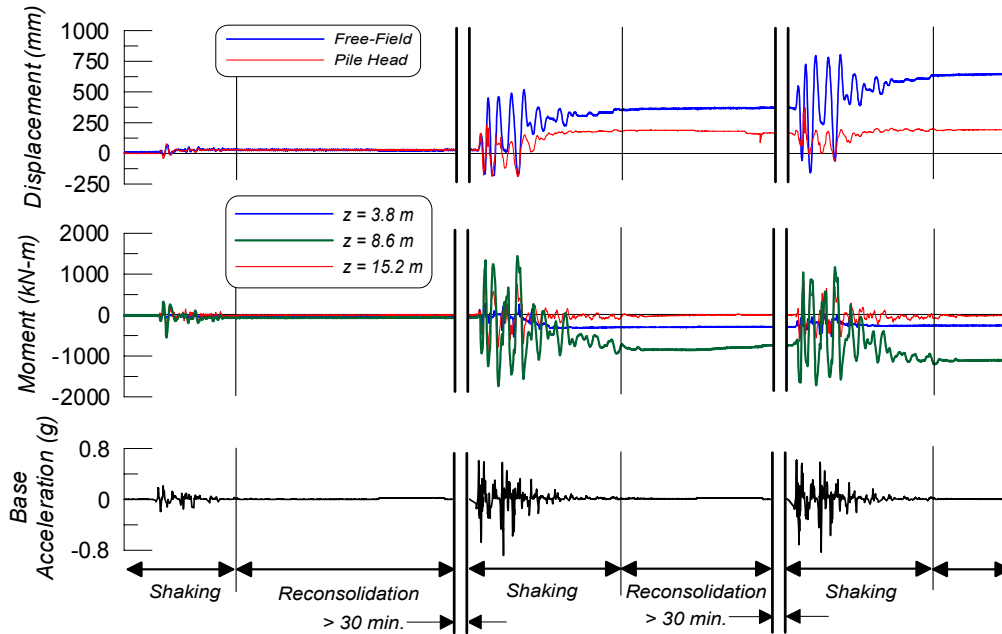 1000
750
500
250
0
-250
Displacement (mm)
Free-Field
Pile Head
2000
1000
0
-1000
-2000
Moment (kN-m)
z = 3.8 m
z = 8.6 m
z = 15.2 m
0.8
0
-0.8
Base
Acceleration (g)
Shaking
Reconsolidation
Shaking
Reconsolidation
Shaking
> 30 min.
> 30 min.